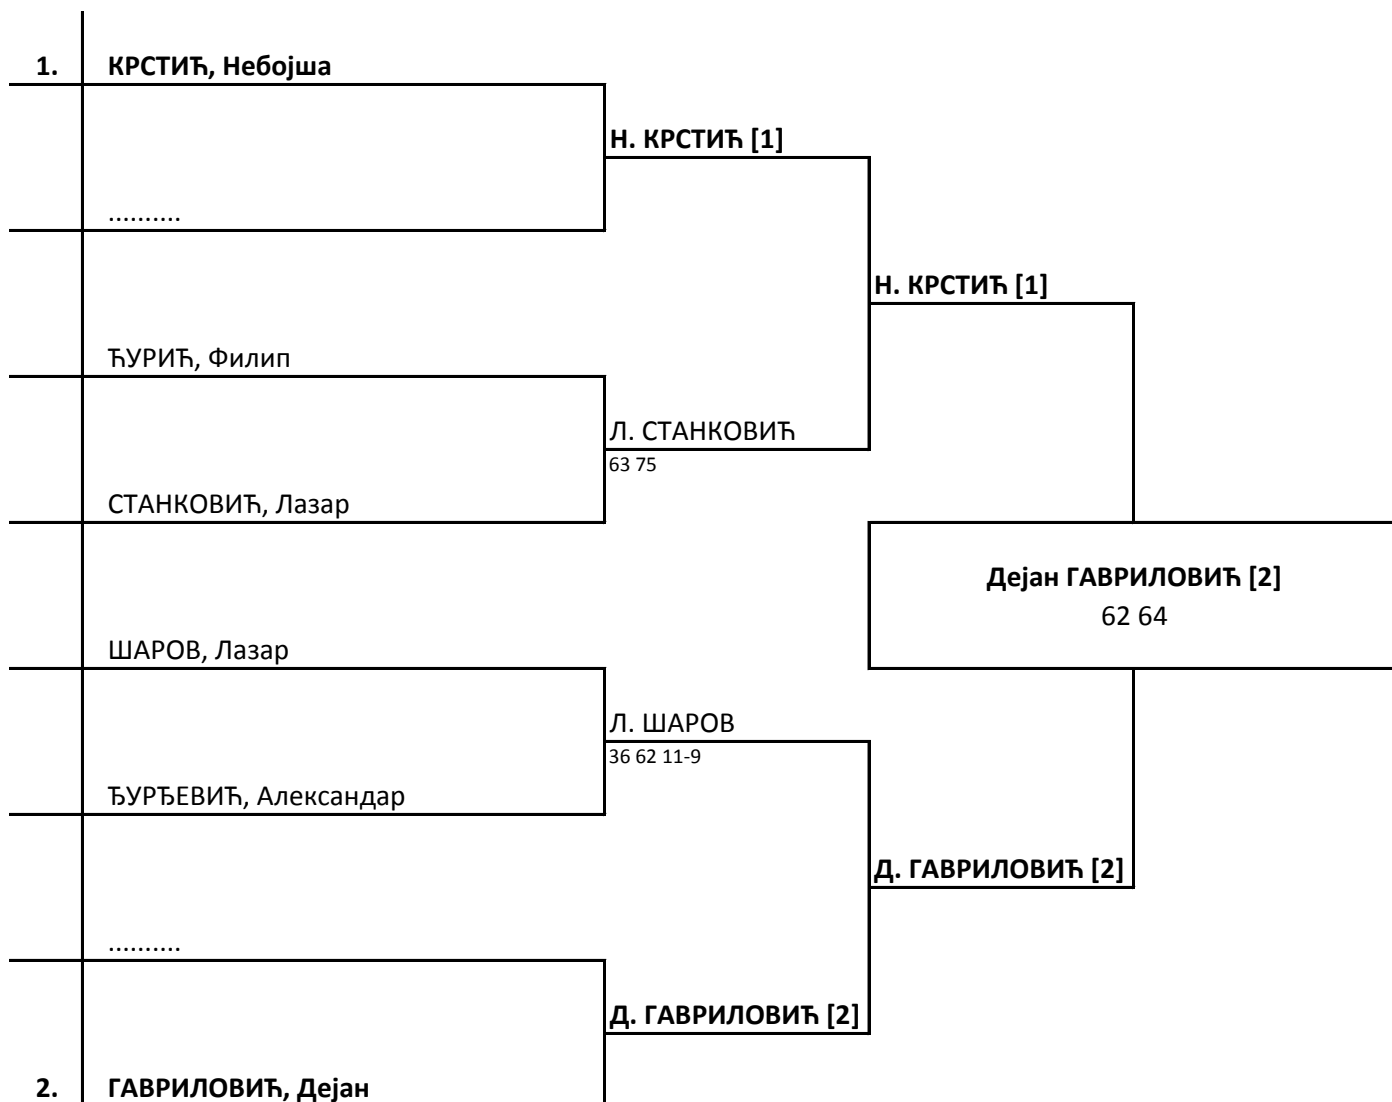 1. КРСТИЋ, Небојша
Н. КРСТИЋ [1]
..........
Н. КРСТИЋ [1]
ЋУРИЋ, Филип
Л. СТАНКОВИЋ
63 75
СТАНКОВИЋ, Лазар
Дејан ГАВРИЛОВИЋ [2]
62 64
ШАРОВ, Лазар
Л. ШАРОВ
36 62 11-9
ЂУРЂЕВИЋ, Александар
Д. ГАВРИЛОВИЋ [2]
..........
Д. ГАВРИЛОВИЋ [2]
2. ГАВРИЛОВИЋ, Дејан